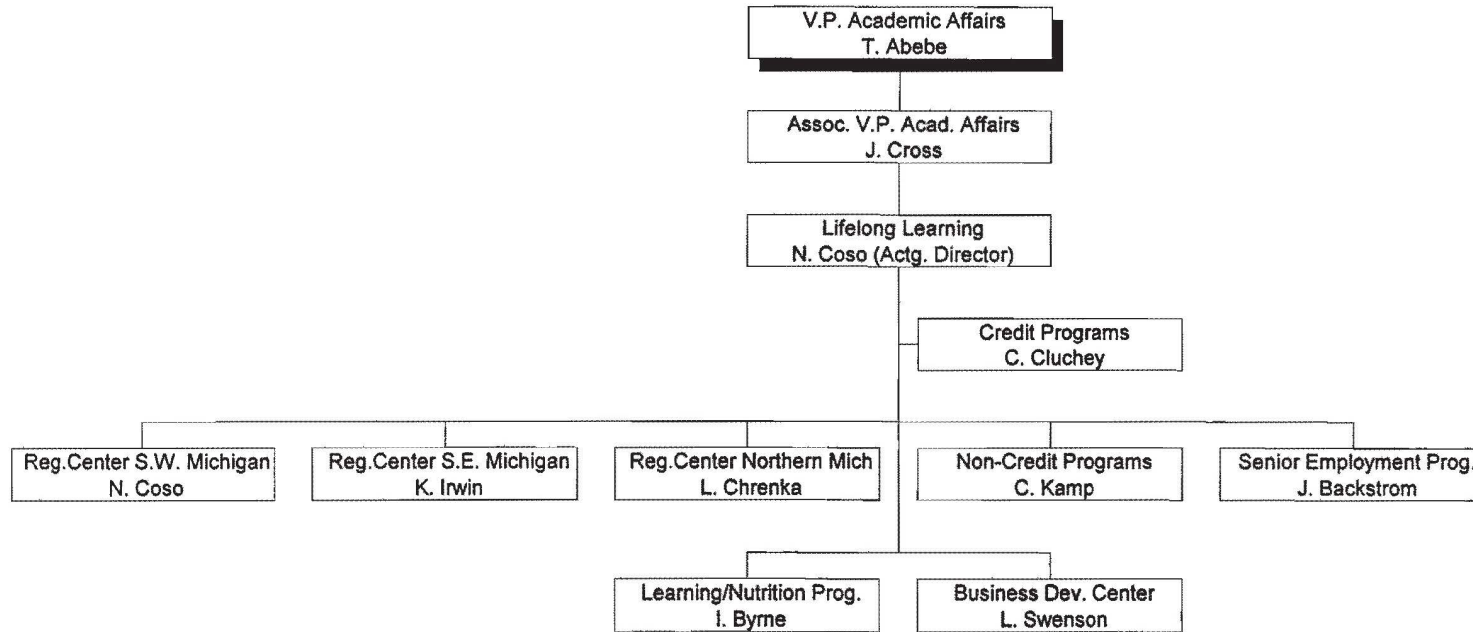 V.P. Academic Affairs
T. Abebe
Assoc. V.P. Acad. Affairs
J. Cross
Lifelong Learning
N. Coso (Actg. Director)
Credit Programs
C. Cluchey
Reg.Center S.W. Michigan
N. Coso
Reg.Center S.E. Michigan
K. Irwin
Reg.Center Northern Mich
L. Chrenka
Non-Credit Programs
C. Kamp
Senior Employment Prog.
J. Backstrom
Learning/Nutrition Prog.
I. Byrne
Business Dev. Center
L. Swenson